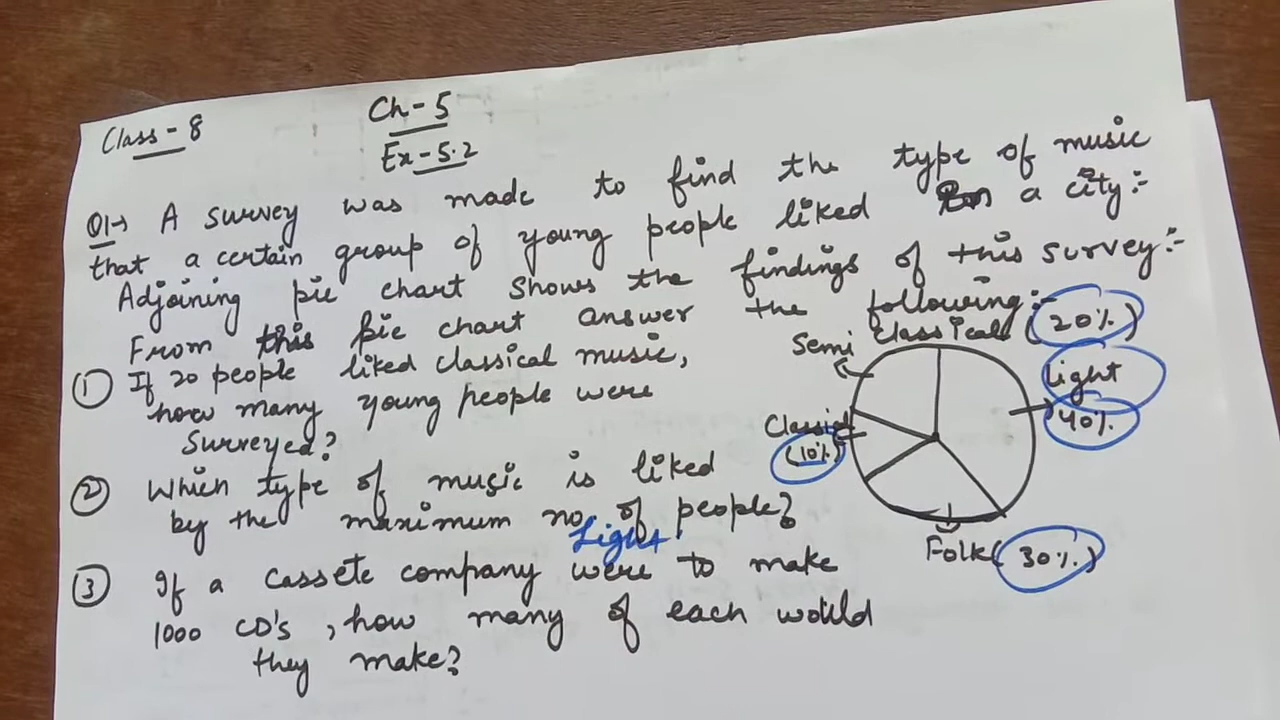 Class - 8
Ch - 5
Ex - 5.2
Q1→ A survey was made to find the type of music
that a certain group of young people liked in a city :-
Adjoining pie chart shows the findings of this survey :-
From this pie chart answer the following :-
① If 20 people liked classical music,
how many young people were
surveyed?
② Which type of music is liked
by the maximum no. of people?
Light
③ If a cassete company were to make
1000 CD's , how many of each would
they make?
Semi Classical (20%)
Light
40%
Classical
(10%)
Folk (30%)